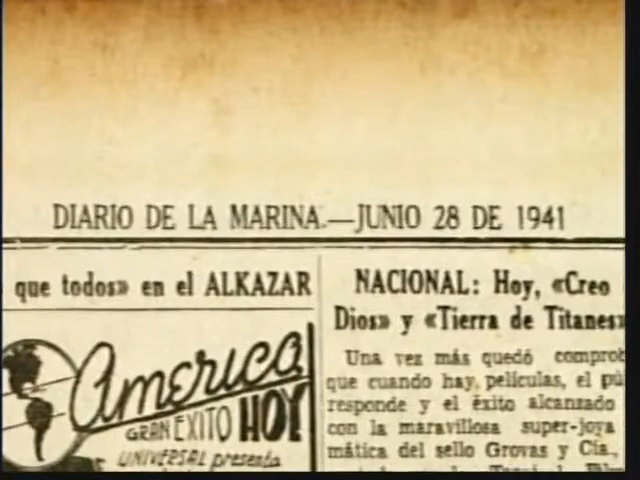 DIARIO DE LA MARINA.—JUNIO 28 DE 1941
que todos» en el ALKAZAR
America
GRAN EXITO HOY
UNIVERSAL presenta
NACIONAL: Hoy, «Creo
Dios» y «Tierra de Titanes»
Una vez más quedó comprob
que cuando hay, películas, el pú
responde y el éxito alcanzado
con la maravillosa super-joya
mática del sello Grovas y Cía.,